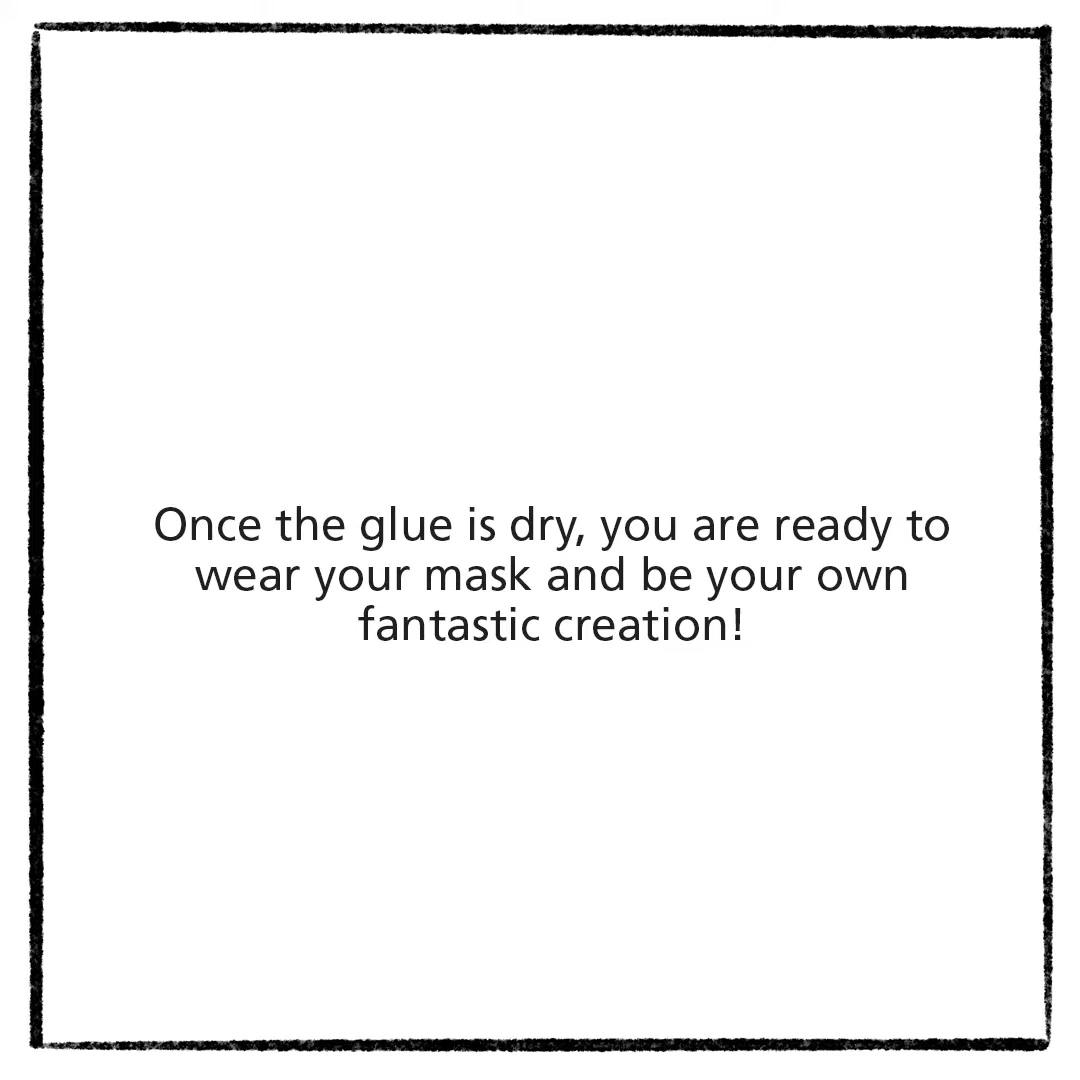 Once the glue is dry, you are ready to
wear your mask and be your own
fantastic creation!